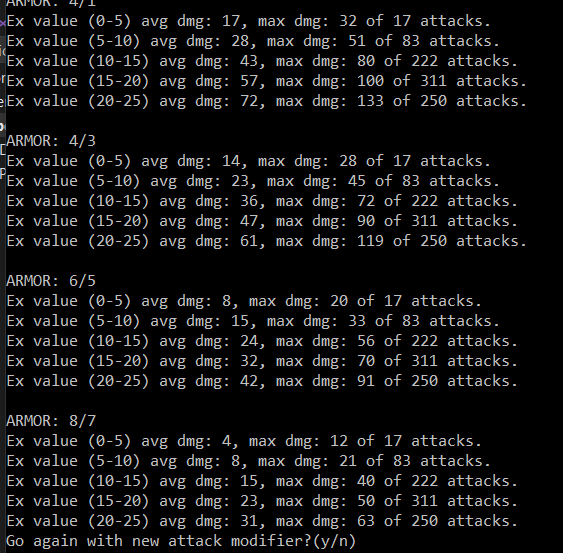 ARMOR: 4/1
Ex value (0-5) avg dmg: 17, max dmg: 32 of 17 attacks.
Ex value (5-10) avg dmg: 28, max dmg: 51 of 83 attacks.
Ex value (10-15) avg dmg: 43, max dmg: 80 of 222 attacks.
Ex value (15-20) avg dmg: 57, max dmg: 100 of 311 attacks.
Ex value (20-25) avg dmg: 72, max dmg: 133 of 250 attacks.
ARMOR: 4/3
Ex value (0-5) avg dmg: 14, max dmg: 28 of 17 attacks.
Ex value (5-10) avg dmg: 23, max dmg: 45 of 83 attacks.
Ex value (10-15) avg dmg: 36, max dmg: 72 of 222 attacks.
Ex value (15-20) avg dmg: 47, max dmg: 90 of 311 attacks.
Ex value (20-25) avg dmg: 61, max dmg: 119 of 250 attacks.
ARMOR: 6/5
Ex value (0-5) avg dmg: 8, max dmg: 20 of 17 attacks.
Ex value (5-10) avg dmg: 15, max dmg: 33 of 83 attacks.
Ex value (10-15) avg dmg: 24, max dmg: 56 of 222 attacks.
Ex value (15-20) avg dmg: 32, max dmg: 70 of 311 attacks.
Ex value (20-25) avg dmg: 42, max dmg: 91 of 250 attacks.
ARMOR: 8/7
Ex value (0-5) avg dmg: 4, max dmg: 12 of 17 attacks.
Ex value (5-10) avg dmg: 8, max dmg: 21 of 83 attacks.
Ex value (10-15) avg dmg: 15, max dmg: 40 of 222 attacks.
Ex value (15-20) avg dmg: 23, max dmg: 50 of 311 attacks.
Ex value (20-25) avg dmg: 31, max dmg: 63 of 250 attacks.
Go again with new attack modifier?(y/n)